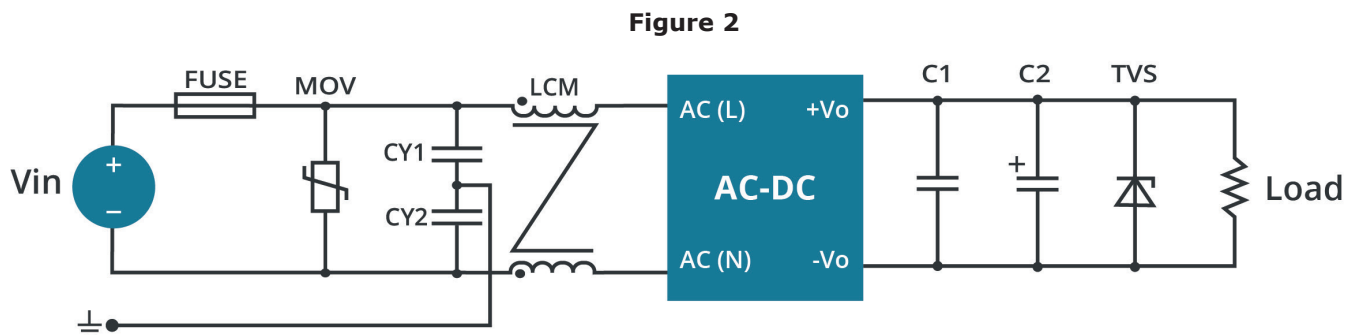 Figure 2
FUSE
MOV
LCM
C1
C2
TVS
AC (L)
+Vo
Vin
+
−
CY1
CY2
AC-DC
+
Load
AC (N)
-Vo